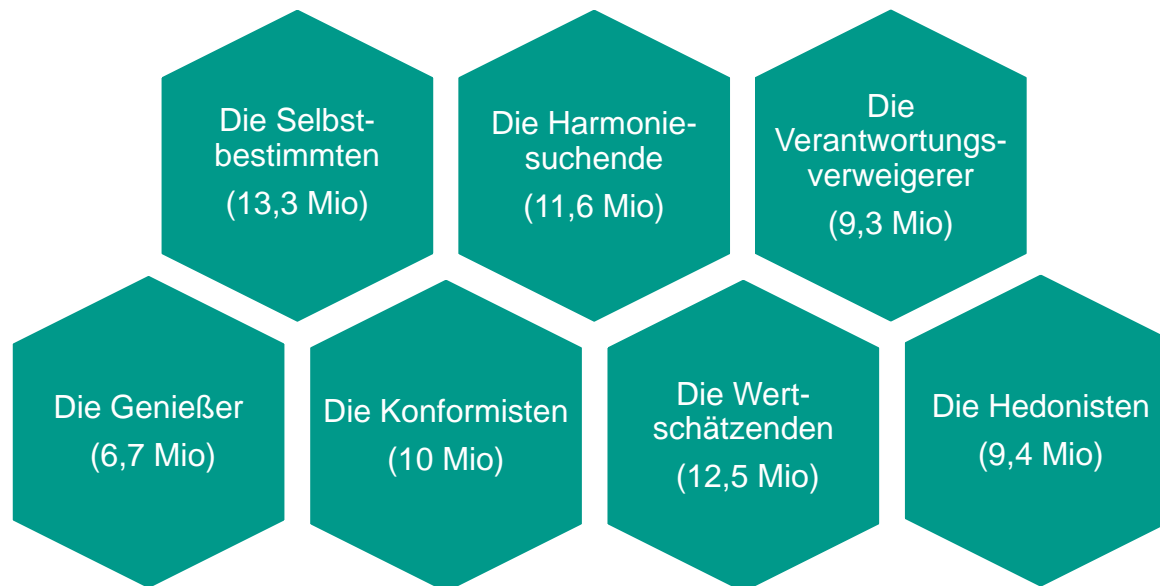 Die Selbst-
bestimmten
(13,3 Mio)
Die Harmonie-
suchende
(11,6 Mio)
Die
Verantwortungs-
verweigerer
(9,3 Mio)
Die Genießer
(6,7 Mio)
Die Konformisten
(10 Mio)
Die Wert-
schätzenden
(12,5 Mio)
Die Hedonisten
(9,4 Mio)